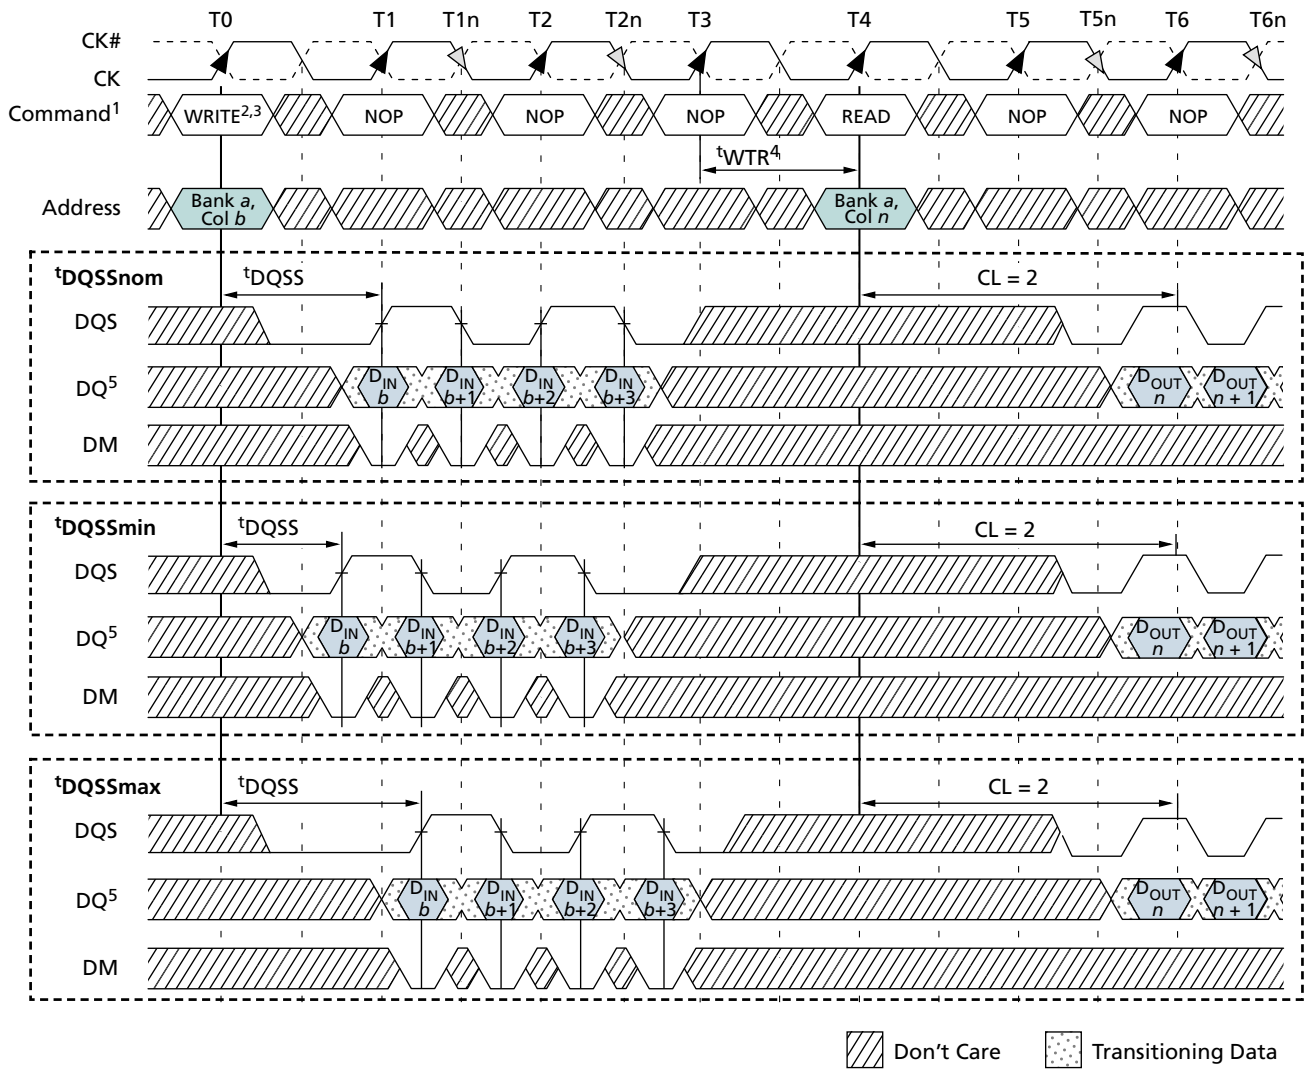 T0 T1 T1n T2 T2n T3 T4 T5 T5n T6 T6n
CK#
CK
Command1 WRITE2,3 NOP NOP NOP READ NOP NOP
tWTR4
Address Bank a, Col b Bank a, Col n
tDQSSnom tDQSS CL = 2
DQS
DQ5 DIN b DIN b+1 DIN b+2 DIN b+3 DOUT n DOUT n + 1
DM
tDQSSmin tDQSS CL = 2
DQS
DQ5 DIN b DIN b+1 DIN b+2 DIN b+3 DOUT n DOUT n + 1
DM
tDQSSmax tDQSS CL = 2
DQS
DQ5 DIN b DIN b+1 DIN b+2 DIN b+3 DOUT n DOUT n + 1
DM
Don't Care Transitioning Data